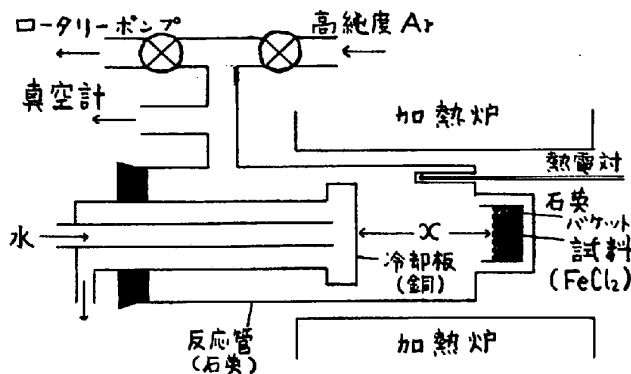 ロータリーポンプ
高純度Ar
真空計
加熱炉
熱電対
石英
バケット
試料
(FeCl₂)
水
x
冷却板
(銅)
反応管
(石英)
加熱炉